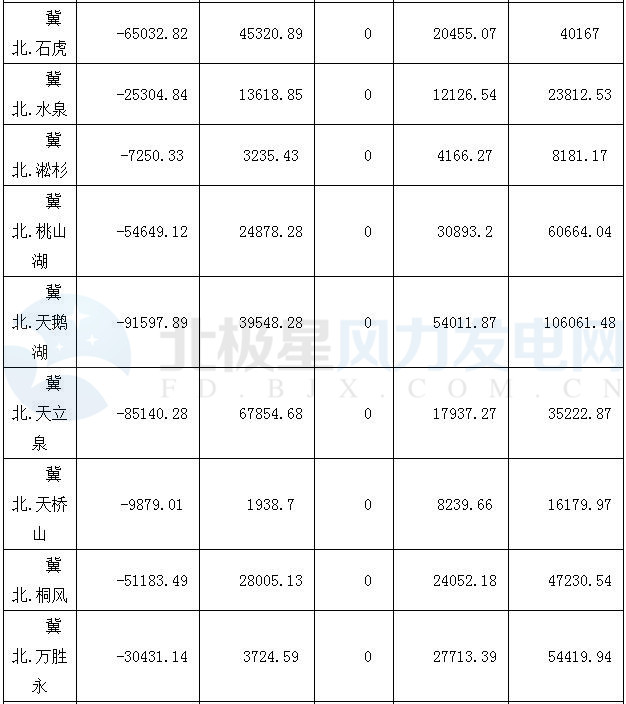 冀
北.石虎
-65032.82
45320.89
0
20455.07
40167
冀
北.水泉
-25304.84
13618.85
0
12126.54
23812.53
冀
北.淞杉
-7250.33
3235.43
0
4166.27
8181.17
冀
北.桃山
湖
-54649.12
24878.28
0
30893.2
60664.04
冀
北.天鹅
湖
-91597.89
39548.28
0
54011.87
106061.48
北极星风力发电网
FD.BJX.COM.CN
冀
北.天立
泉
-85140.28
67854.68
0
17937.27
35222.87
冀
北.天桥
山
-9879.01
1938.7
0
8239.66
16179.97
冀
北.桐风
-51183.49
28005.13
0
24052.18
47230.54
冀
北.万胜
永
-30431.14
3724.59
0
27713.39
54419.94